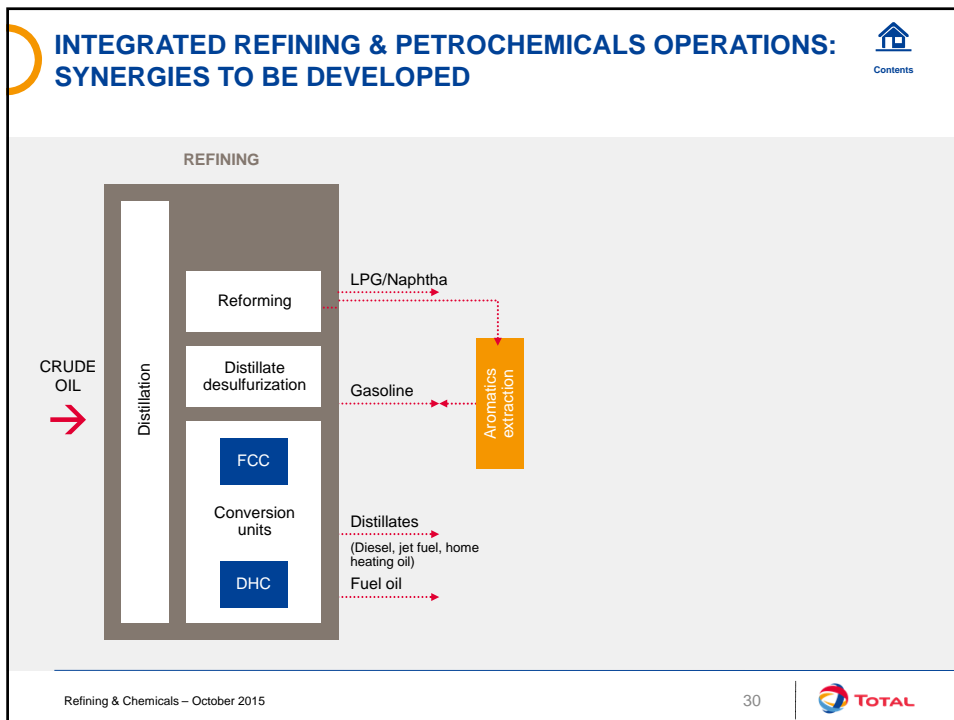 INTEGRATED REFINING & PETROCHEMICALS OPERATIONS:
SYNERGIES TO BE DEVELOPED
Contents
REFINING
CRUDE
OIL
Distillation
Reforming
Distillate
desulfurization
FCC
Conversion
units
DHC
LPG/Naphtha
Gasoline
Aromatics
extraction
Distillates
(Diesel, jet fuel, home
heating oil)
Fuel oil
Refining & Chemicals – October 2015
30
TOTAL